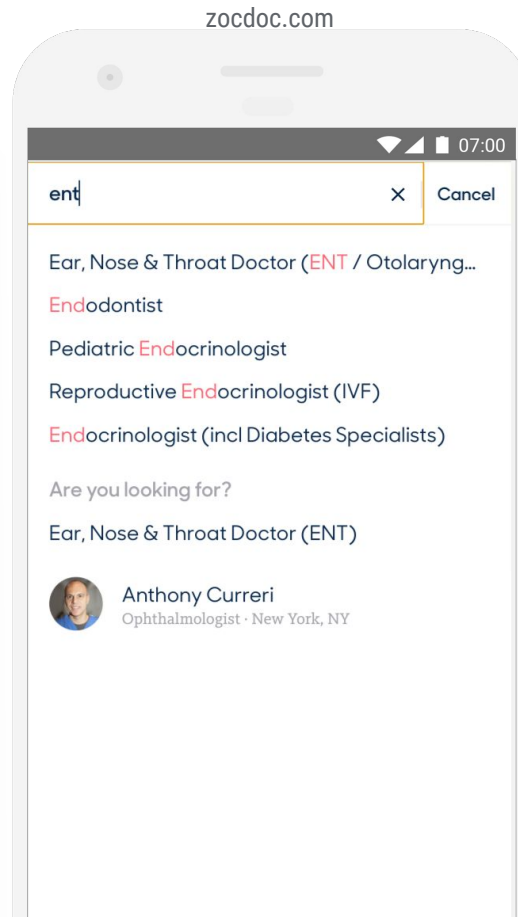 zocdoc.com
07:00
ent
Cancel
Ear, Nose & Throat Doctor (ENT / Otolaryng...
Endodontist
Pediatric Endocrinologist
Reproductive Endocrinologist (IVF)
Endocrinologist (incl Diabetes Specialists)
Are you looking for?
Ear, Nose & Throat Doctor (ENT)
Anthony Curreri
Ophthalmologist · New York, NY